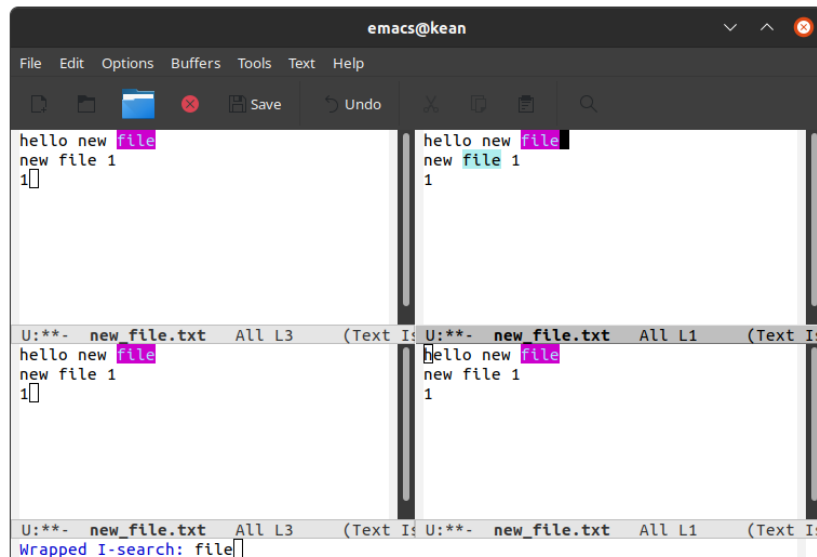 emacs@kean
File Edit Options Buffers Tools Text Help
Save Undo
hello new file
new file 1
1
U:**- new_file.txt All L3 (Text Is
hello new file
new file 1
1
U:**- new_file.txt All L1 (Text I
hello new file
new file 1
1
U:**- new_file.txt All L3 (Text Is
hello new file
new file 1
1
U:**- new_file.txt All L1 (Text I
Wrapped I-search: file